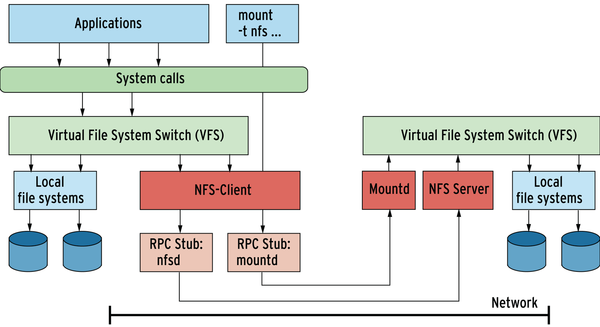 Applications
mount
-t nfs ...
System calls
Virtual File System Switch (VFS)
Virtual File System Switch (VFS)
Local
file systems
NFS-Client
Mountd
NFS Server
Local
file systems
RPC Stub:
nfsd
RPC Stub:
mountd
Network